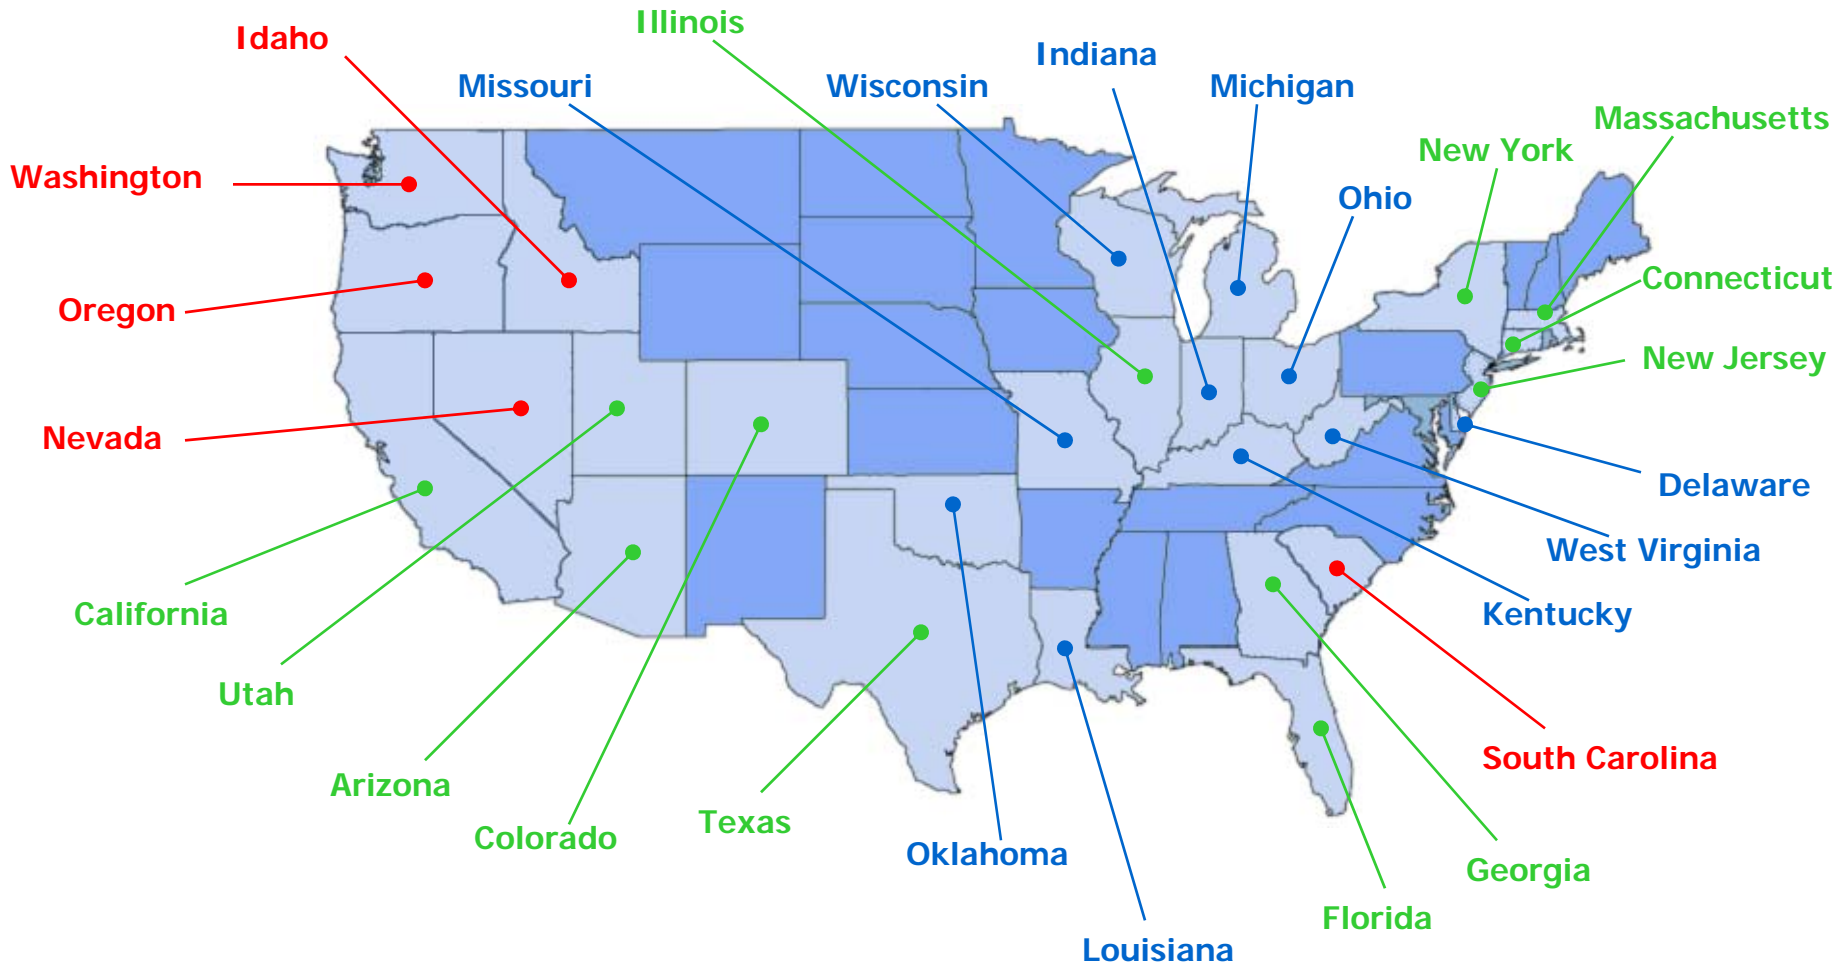 Illinois
Idaho
Indiana
Missouri
Wisconsin
Michigan
Massachusetts
New York
Washington
Ohio
Connecticut
Oregon
New Jersey
Nevada
Delaware
West Virginia
California
Kentucky
Utah
South Carolina
Arizona
Texas
Colorado
Oklahoma
Georgia
Florida
Louisiana